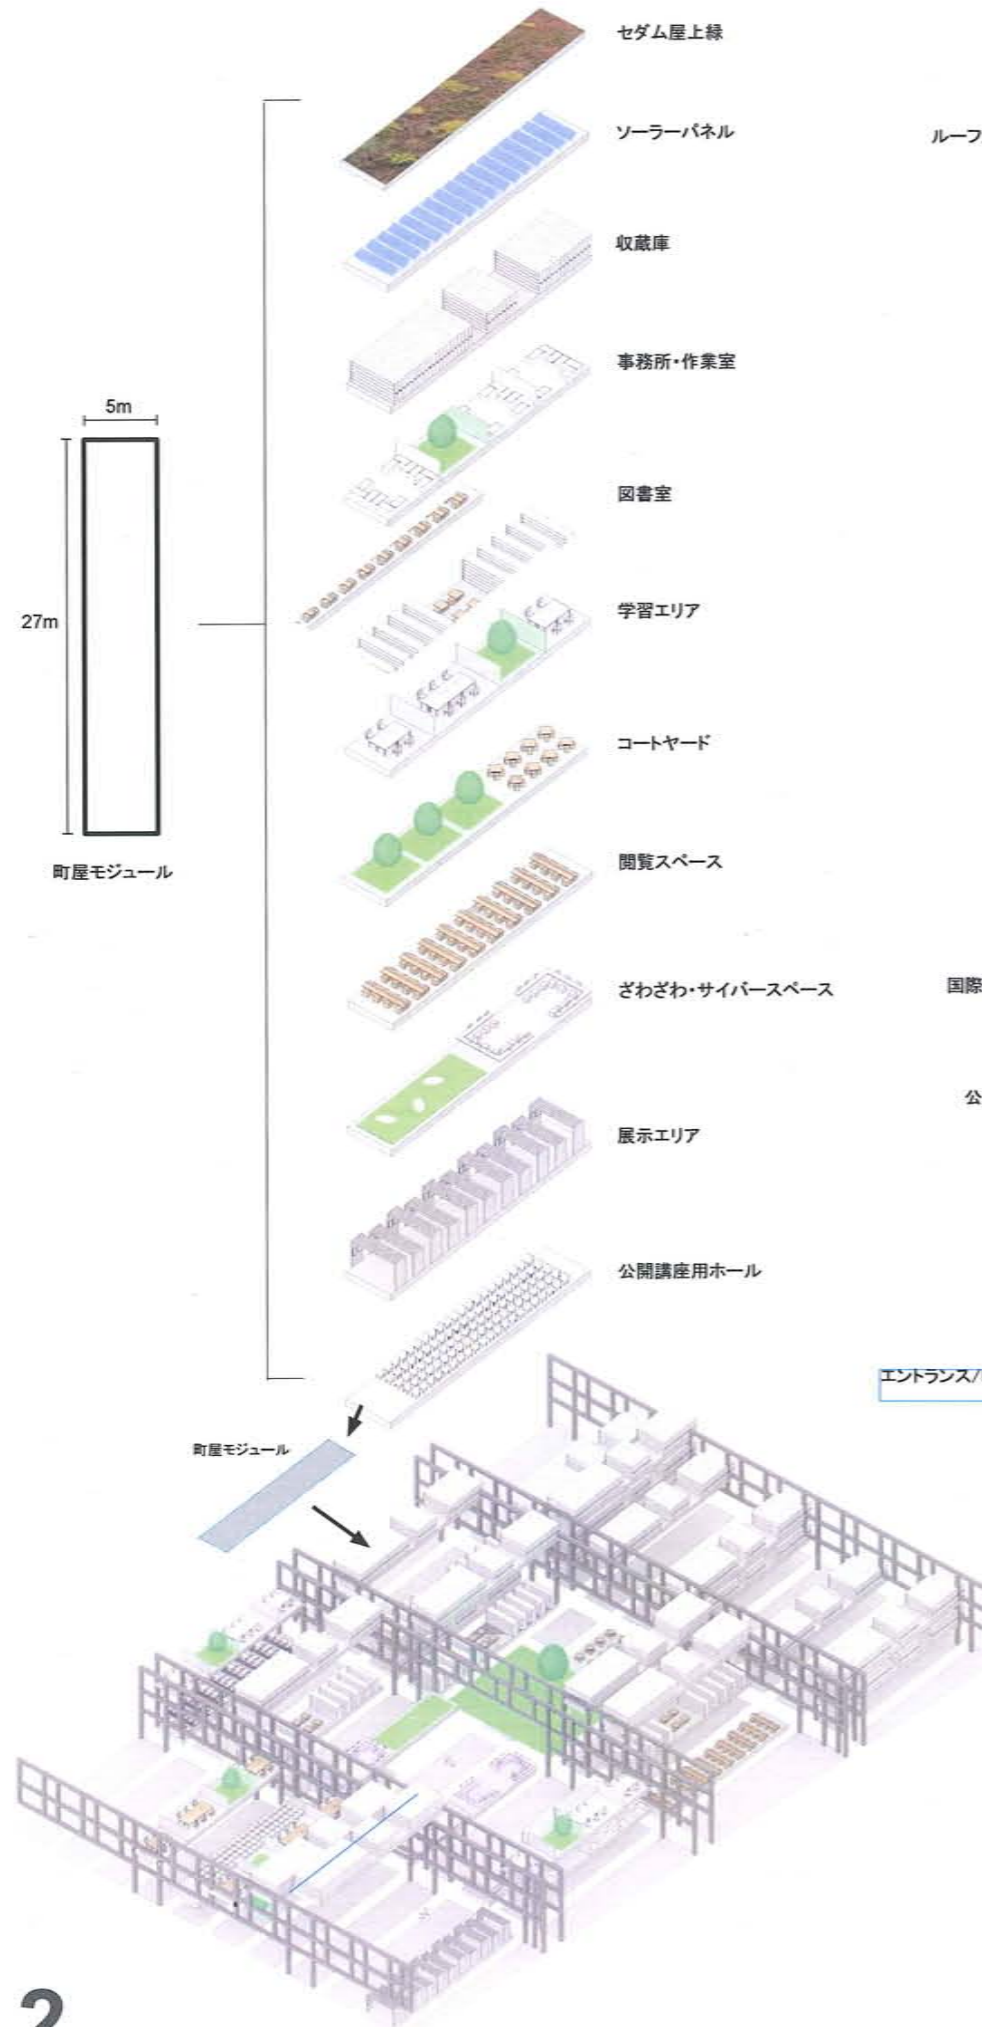 セダム屋上緑
ソーラーパネル
ルーフ
収蔵庫
事務所・作業室
5m
図書室
27m
学習エリア
コートヤード
町屋モジュール
閲覧スペース
ざわざわ・サイバースペース
国際
公
展示エリア
公開講座用ホール
エントランス/
町屋モジュール
2